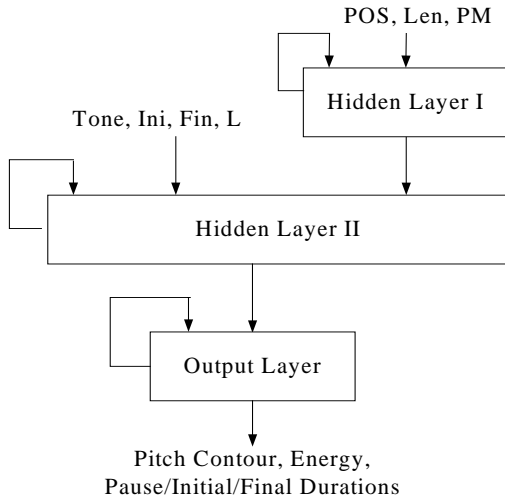 POS, Len, PM
Hidden Layer I
Tone, Ini, Fin, L
Hidden Layer II
Output Layer
Pitch Contour, Energy,
Pause/Initial/Final Durations